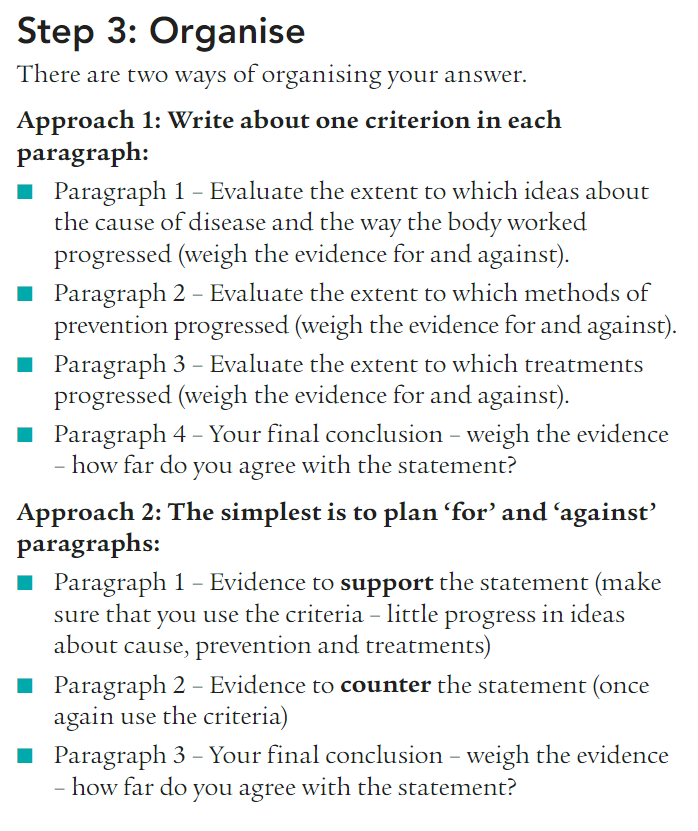 Step 3: Organise
There are two ways of organising your answer.
Approach 1: Write about one criterion in each
paragraph:
■ Paragraph 1 – Evaluate the extent to which ideas about
the cause of disease and the way the body worked
progressed (weigh the evidence for and against).
■ Paragraph 2 – Evaluate the extent to which methods of
prevention progressed (weigh the evidence for and against).
■ Paragraph 3 – Evaluate the extent to which treatments
progressed (weigh the evidence for and against).
■ Paragraph 4 – Your final conclusion – weigh the evidence
– how far do you agree with the statement?
Approach 2: The simplest is to plan ‘for’ and ‘against’
paragraphs:
■ Paragraph 1 – Evidence to support the statement (make
sure that you use the criteria – little progress in ideas
about cause, prevention and treatments)
■ Paragraph 2 – Evidence to counter the statement (once
again use the criteria)
■ Paragraph 3 – Your final conclusion – weigh the evidence
– how far do you agree with the statement?